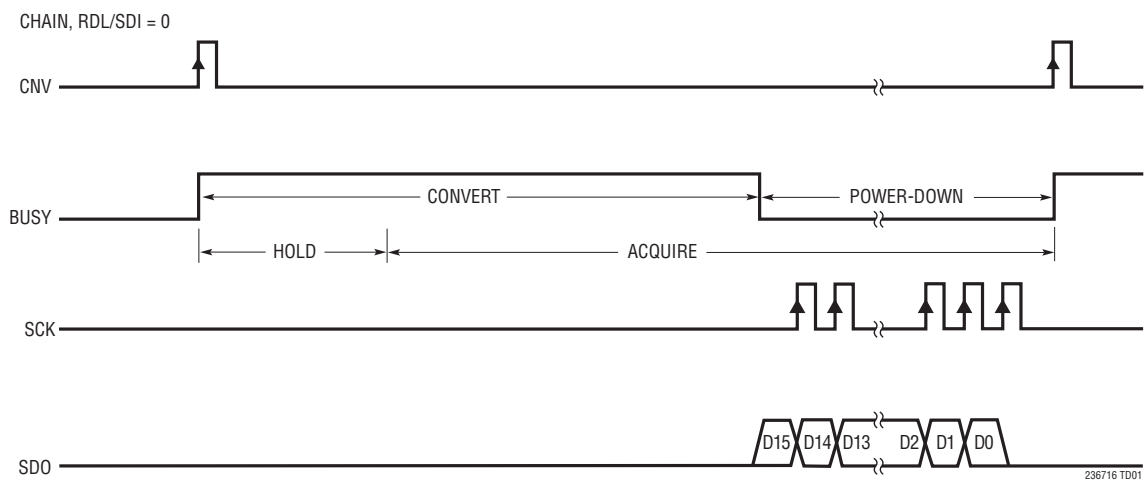 CHAIN, RDL/SDI = 0
CNV
CONVERT
POWER-DOWN
BUSY
HOLD
ACQUIRE
SCK
D15 D14 D13 D2 D1 D0
SDO
236716 TD01